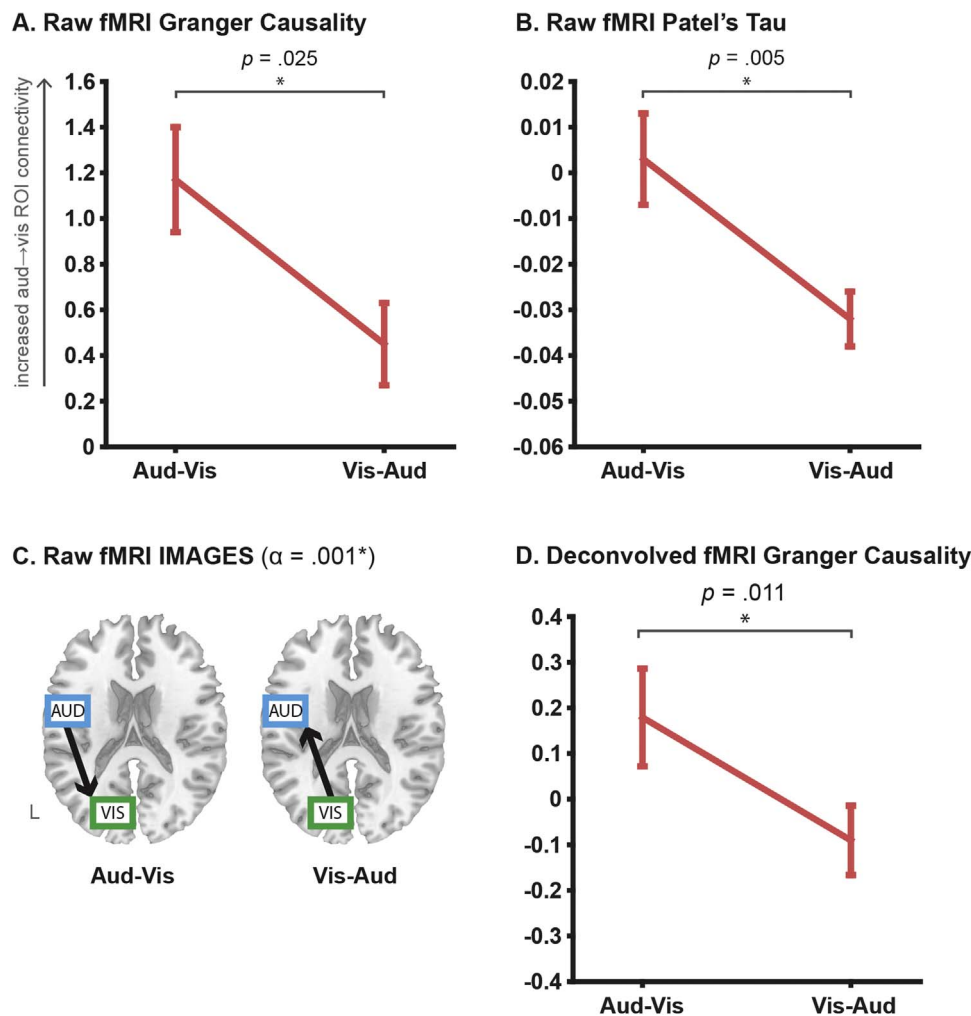 A. Raw fMRI Granger Causality
p = .025
*
increased aud→vis ROI connectivity
1.6
1.4
1.2
1.0
0.8
0.6
0.4
0.2
0
Aud-Vis
Vis-Aud
B. Raw fMRI Patel's Tau
p = .005
*
0.02
0.01
0
-0.01
-0.02
-0.03
-0.04
-0.05
-0.06
Aud-Vis
Vis-Aud
C. Raw fMRI IMAGES (α = .001*)
AUD
VIS
L
Aud-Vis
AUD
VIS
Vis-Aud
D. Deconvolved fMRI Granger Causality
p = .011
*
0.4
0.3
0.2
0.1
0
-0.1
-0.2
-0.3
-0.4
Aud-Vis
Vis-Aud